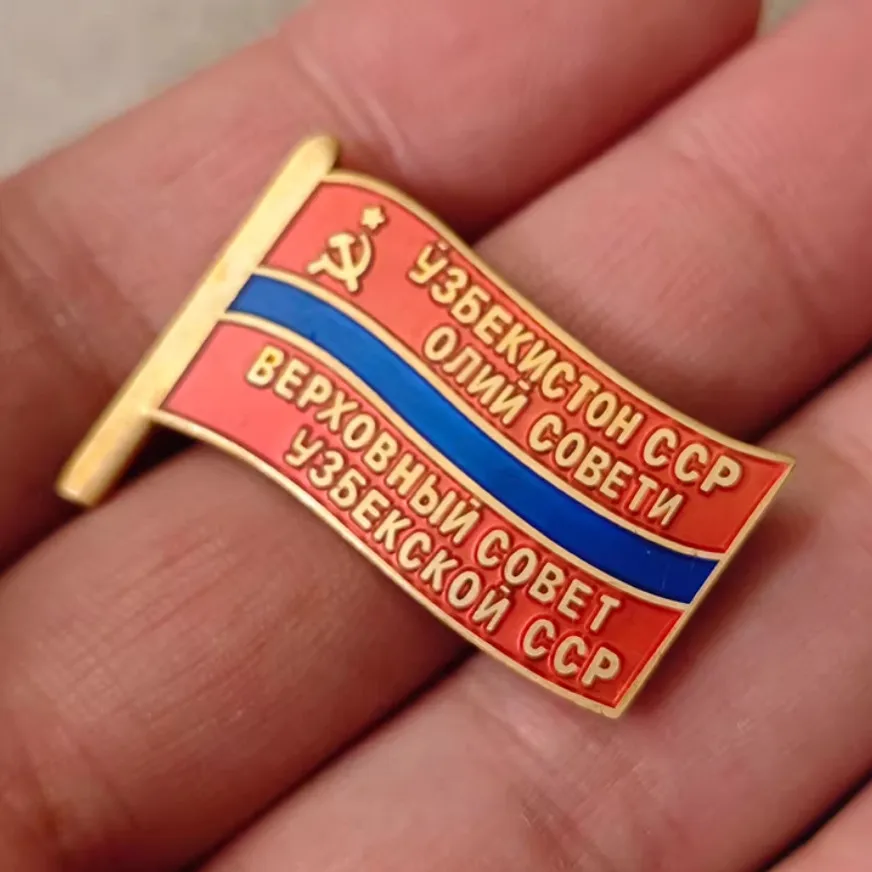 ЎЗБЕКИСТОН ССР
ОЛИЙ СОВЕТИ
ВЕРХОВНЫЙ СОВЕТ
УЗБЕКСКОЙ ССР